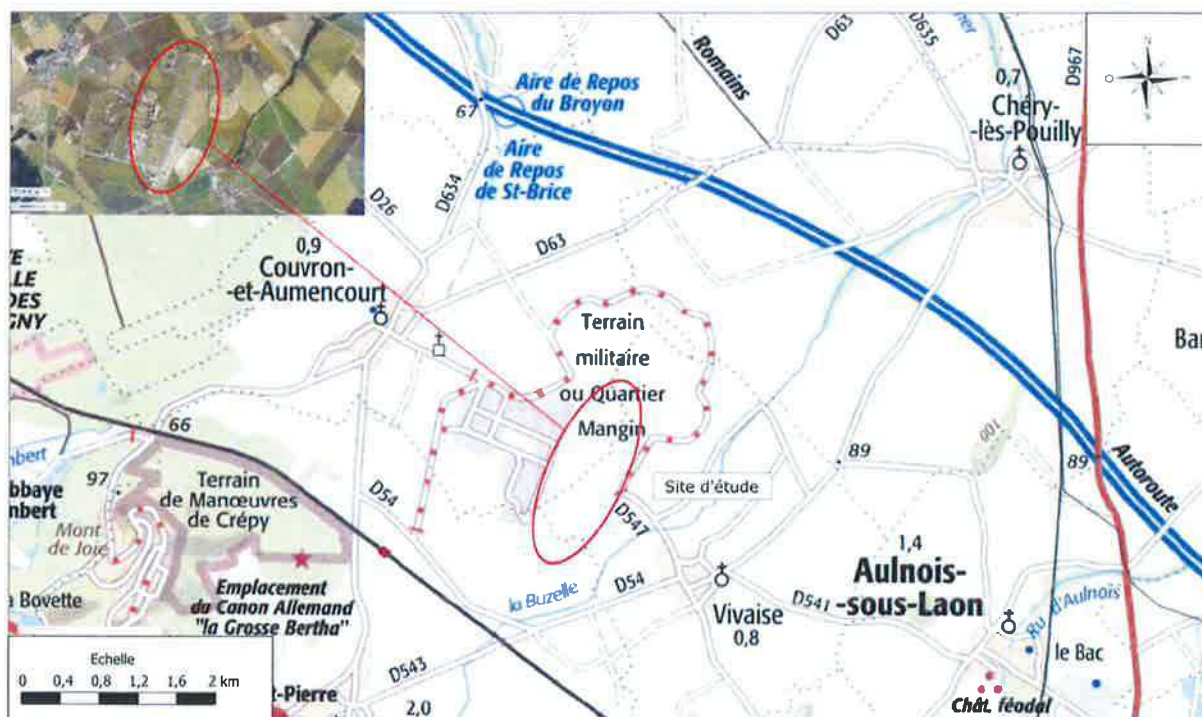 Romains
D63
D635
D967
0,7
Chéry-
-lès-Pouilly
Aire de Repos
du Broyon
67
Aire
de Repos
de St-Brice
D634
D26
D63
0,9
Couvron-
-et-Aumencourt
LE
DES
GNY
Terrain
militaire
ou Quartier
Mangin
Bar
66
97
Terrain
de Manœuvres
de Crépy
Mont
de Joie
bbaye
nbert
D54
Site d'étude
D547
89
100
89
Autoroute
1,4
Aulnois-
-sous-Laon
Emplacement
du Canon Allemand
"la Grosse Bertha"
a Bovette
la Buzelle
D54
Vivaise
0,8
D541
Ru d'Aulnois
le Bac
Chât. féodal
D543
t-Pierre
2,0
Echelle
0 0,4 0,8 1,2 1,6 2 km